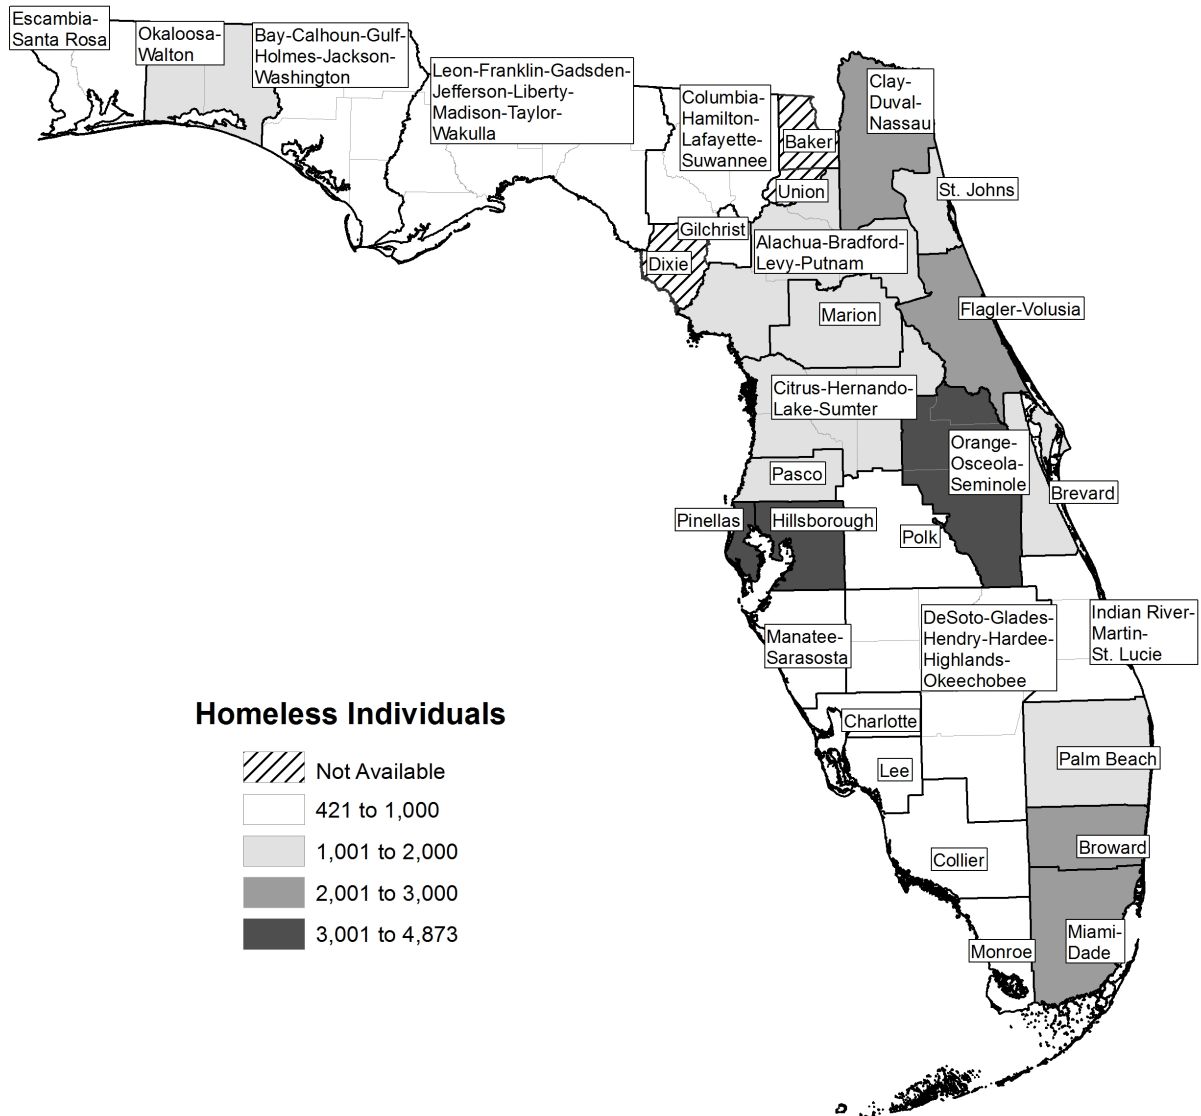 Escambia-
Santa Rosa
Okaloosa-
Walton
Bay-Calhoun-Gulf-
Holmes-Jackson-
Washington
Leon-Franklin-Gadsden-
Jefferson-Liberty-
Madison-Taylor-
Wakulla
Columbia-
Hamilton-
Lafayette-
Suwannee
Baker
Clay-
Duval-
Nassau
Union
St. Johns
Gilchrist
Dixie
Alachua-Bradford-
Levy-Putnam
Marion
Flagler-Volusia
Citrus-Hernando-
Lake-Sumter
Orange-
Osceola-
Seminole
Pasco
Brevard
Pinellas
Hillsborough
Polk
Manatee-
Sarasosta
DeSoto-Glades-
Hendry-Hardee-
Highlands-
Okeechobee
Indian River-
Martin-
St. Lucie
Charlotte
Lee
Palm Beach
Broward
Collier
Miami-
Dade
Monroe
Homeless Individuals
Not Available
421 to 1,000
1,001 to 2,000
2,001 to 3,000
3,001 to 4,873